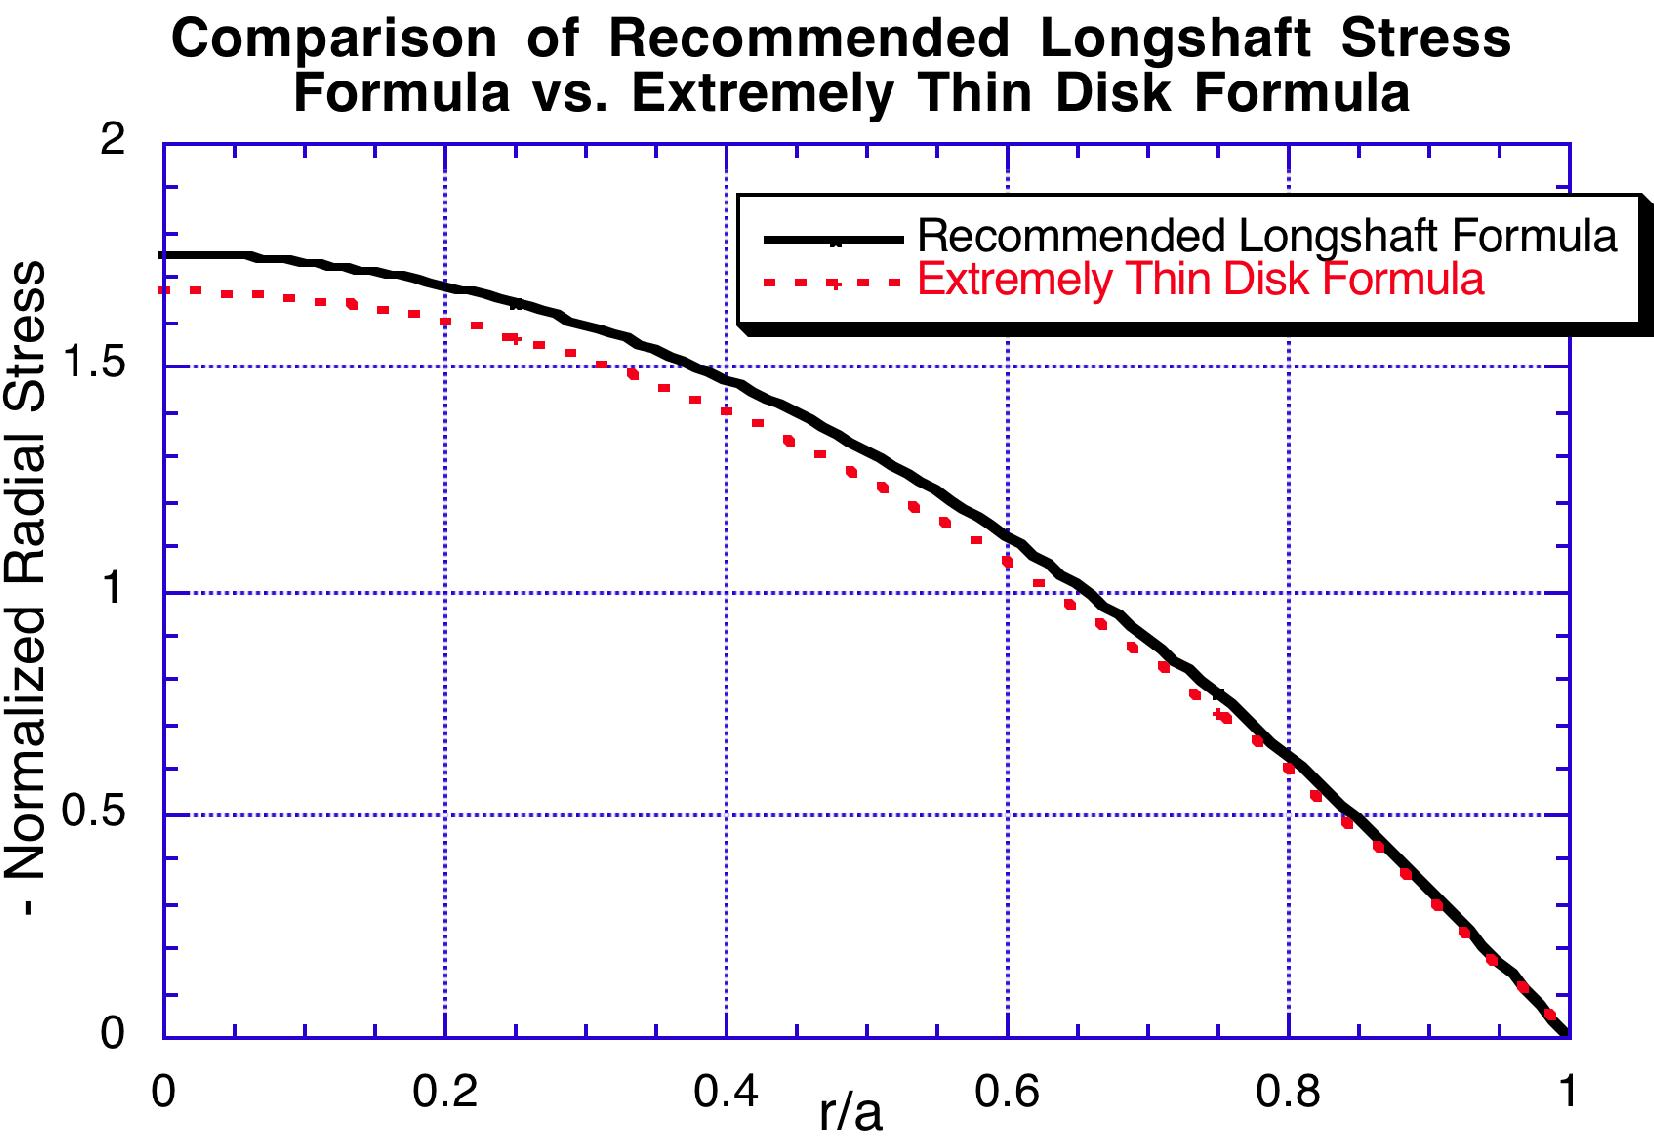 Comparison of Recommended Longshaft Stress
Formula vs. Extremely Thin Disk Formula
2
1.5
1
0.5
0
- Normalized Radial Stress
Recommended Longshaft Formula
Extremely Thin Disk Formula
0
0.2
0.4
0.6
0.8
1
r/a